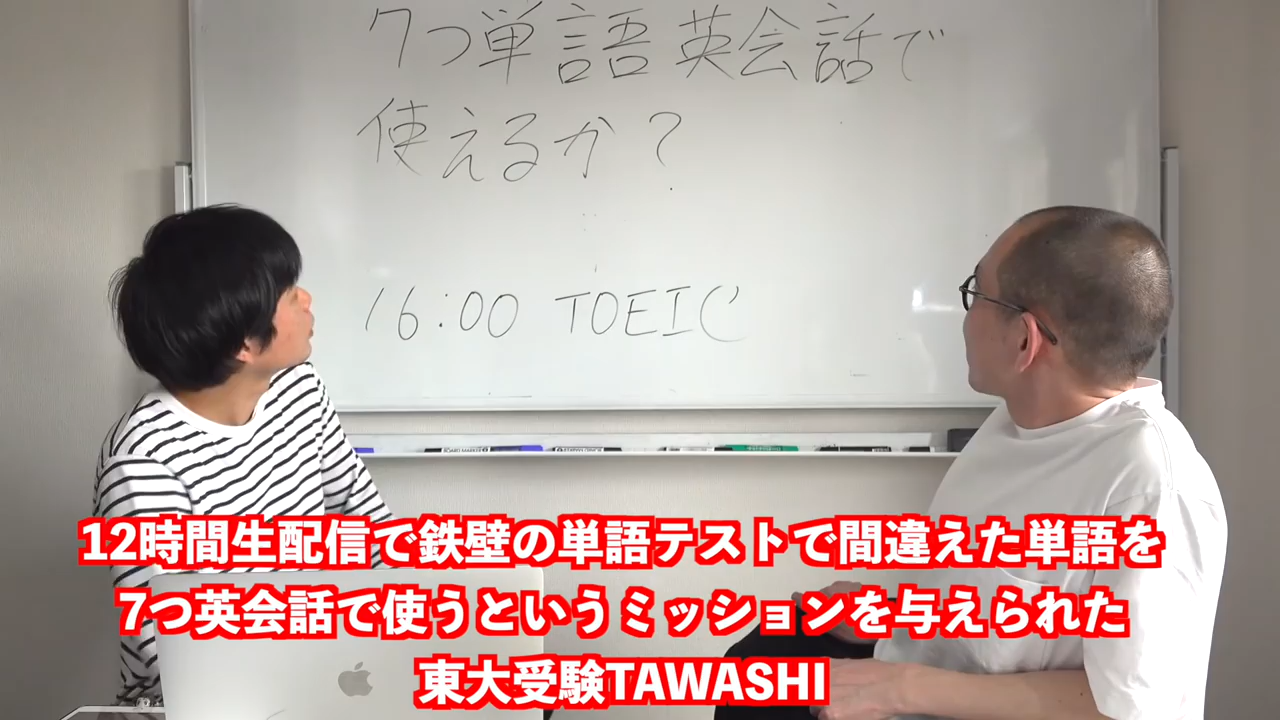 7つ単語英会話で
使えるか?
16:00 TOEIC
12時間生配信で鉄壁の単語テストで間違えた単語を
7つ英会話で使うというミッションを与えられた
東大受験TAWASHI